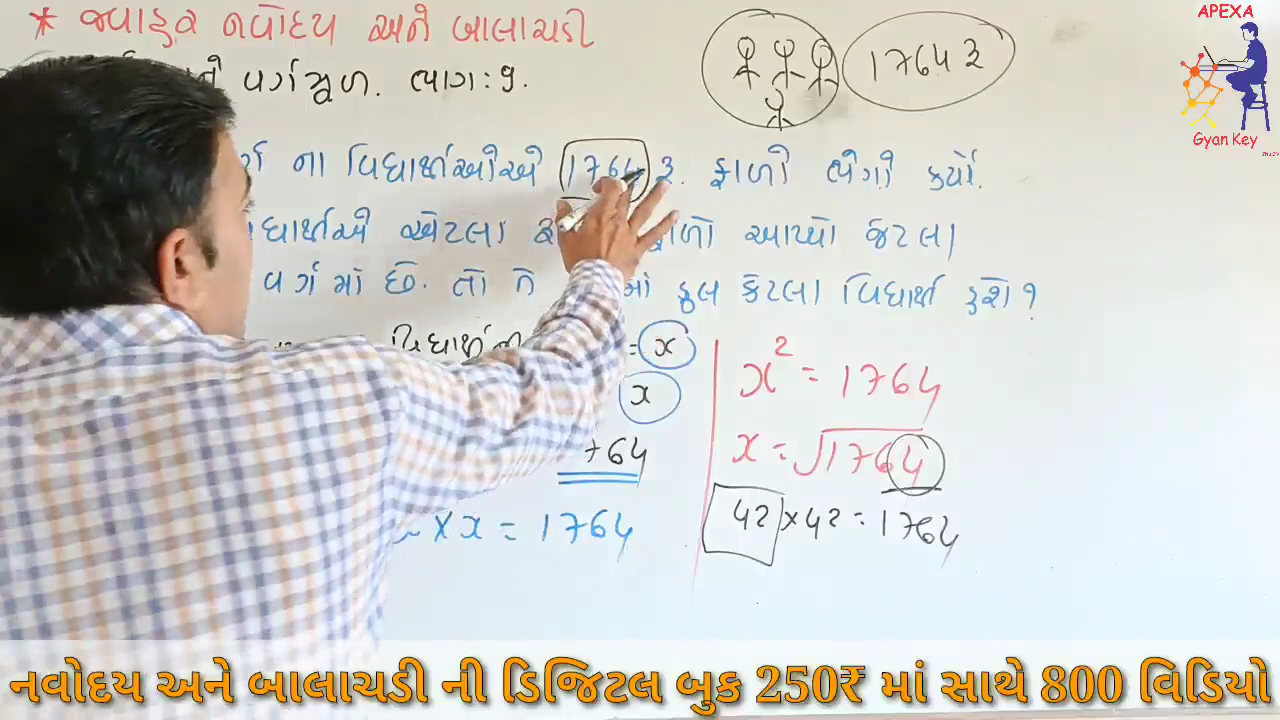 * જવાહર નવોદય અને બાલાચડી
વર્ગમૂળ. ભાગ: 9.
1764 રૂ
APEXA
Gyan Key
ના વિદ્યાર્થીઓએ 1764 રૂ. ફાળો ભેગો કર્યો.
એટલા ફાળો આપ્યો જેટલા
વર્ગ માં છે. તો તે કુલ કેટલા વિદ્યાર્થી હશે?
= x
x
764
x X x = 1764
x² = 1764
x = √1764
42 x 42 = 1764
નવોદય અને બાલાચડી ની ડિજિટલ બુક 250₹ માં સાથે 800 વિડિયો